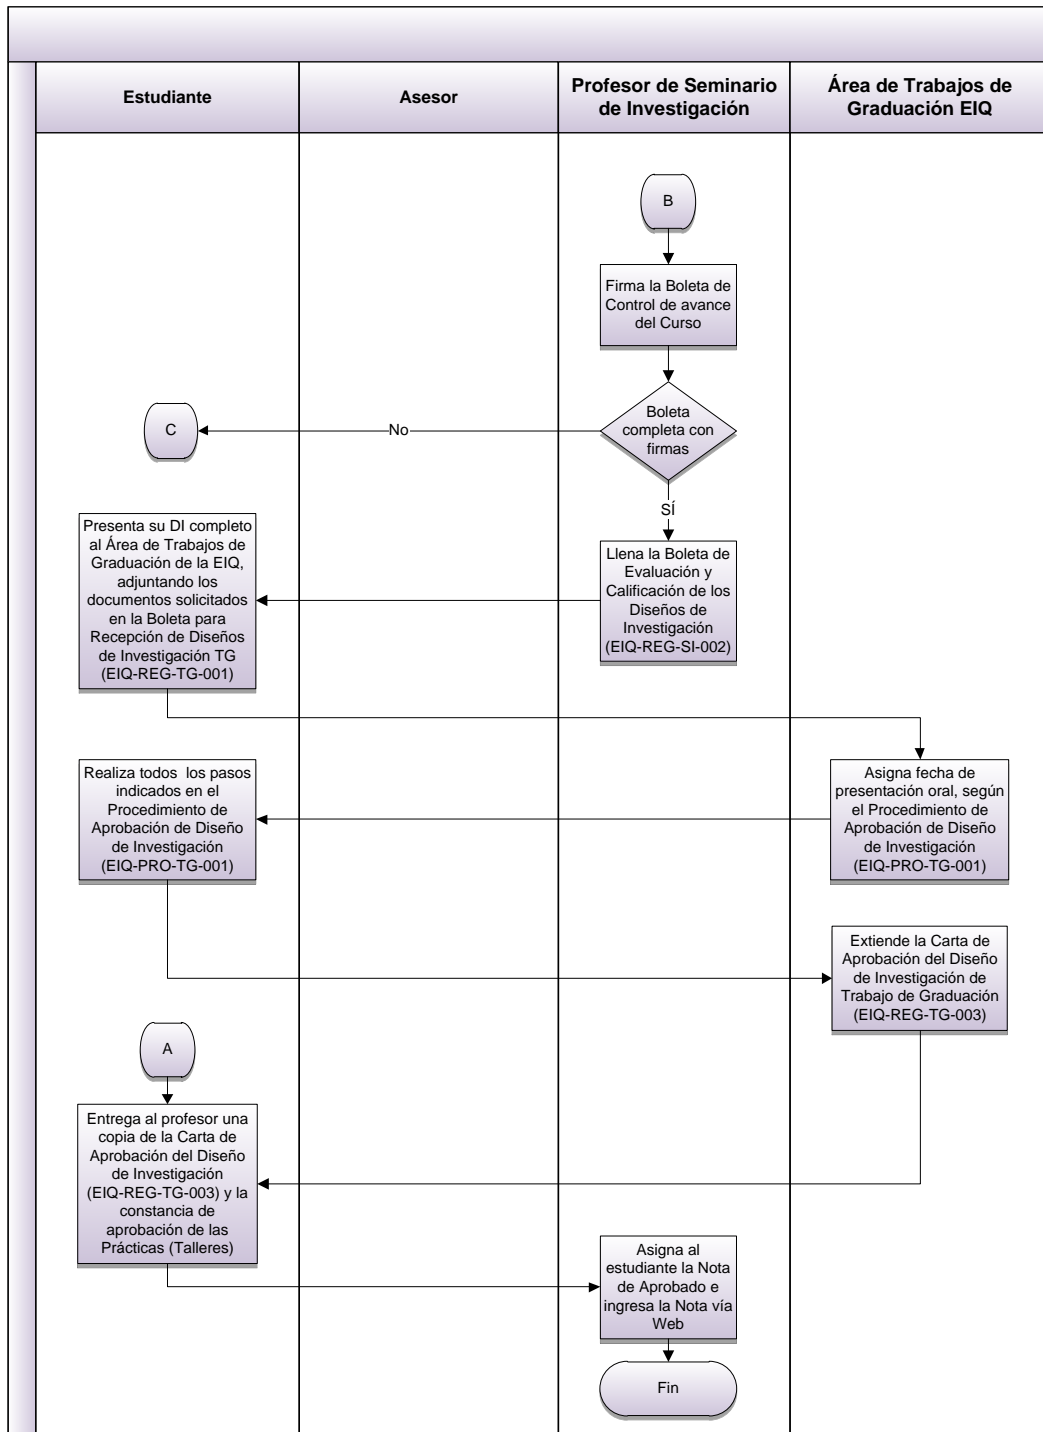 Estudiante
Asesor
Profesor de Seminario
de Investigación
Área de Trabajos de
Graduación EIQ
B
Firma la Boleta de
Control de avance
del Curso
Boleta
completa con
firmas
No
C
SÍ
Llena la Boleta de
Evaluación y
Calificación de los
Diseños de
Investigación
(EIQ-REG-SI-002)
Presenta su DI completo
al Área de Trabajos de
Graduación de la EIQ,
adjuntando los
documentos solicitados
en la Boleta para
Recepción de Diseños
de Investigación TG
(EIQ-REG-TG-001)
Asigna fecha de
presentación oral, según
el Procedimiento de
Aprobación de Diseño
de Investigación
(EIQ-PRO-TG-001)
Realiza todos los pasos
indicados en el
Procedimiento de
Aprobación de Diseño
de Investigación
(EIQ-PRO-TG-001)
Extiende la Carta de
Aprobación del Diseño
de Investigación de
Trabajo de Graduación
(EIQ-REG-TG-003)
A
Entrega al profesor una
copia de la Carta de
Aprobación del Diseño
de Investigación
(EIQ-REG-TG-003) y la
constancia de
aprobación de las
Prácticas (Talleres)
Asigna al
estudiante la Nota
de Aprobado e
ingresa la Nota vía
Web
Fin